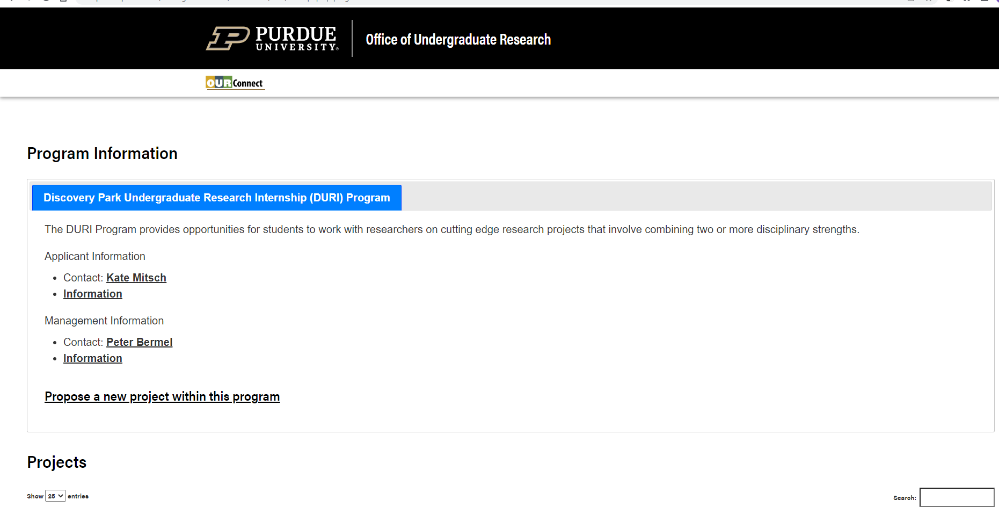 PURDUE
UNIVERSITY®
Office of Undergraduate Research
OURConnect
Program Information
Discovery Park Undergraduate Research Internship (DURI) Program
The DURI Program provides opportunities for students to work with researchers on cutting edge research projects that involve combining two or more disciplinary strengths.
Applicant Information
• Contact: Kate Mitsch
• Information
Management Information
• Contact: Peter Bermel
• Information
Propose a new project within this program
Projects
Show 25 entries
Search: